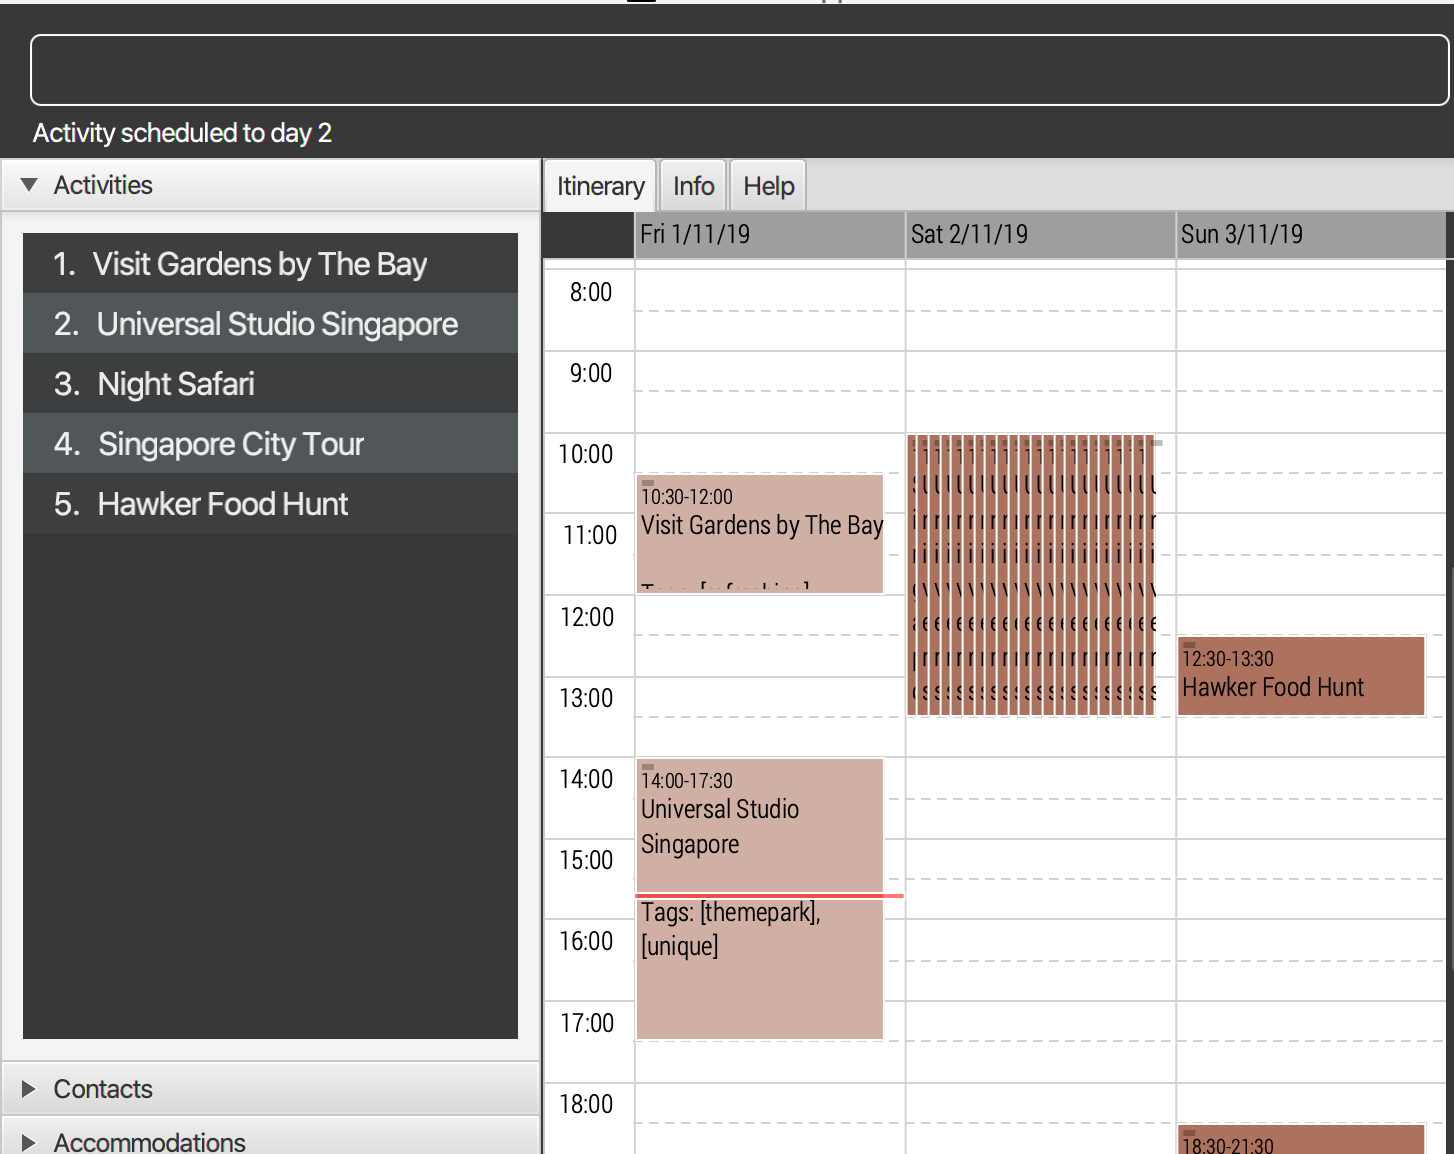 Activity scheduled to day 2
Activities
1. Visit Gardens by The Bay
2. Universal Studio Singapore
3. Night Safari
4. Singapore City Tour
5. Hawker Food Hunt
Contacts
Accommodations
Itinerary
Info
Help
Fri 1/11/19
Sat 2/11/19
Sun 3/11/19
8:00
9:00
10:00
11:00
12:00
13:00
14:00
15:00
16:00
17:00
18:00
10:30-12:00
Visit Gardens by The Bay
14:00-17:30
Universal Studio
Singapore
Tags: [themepark],
[unique]
12:30-13:30
Hawker Food Hunt
18:30-21:30